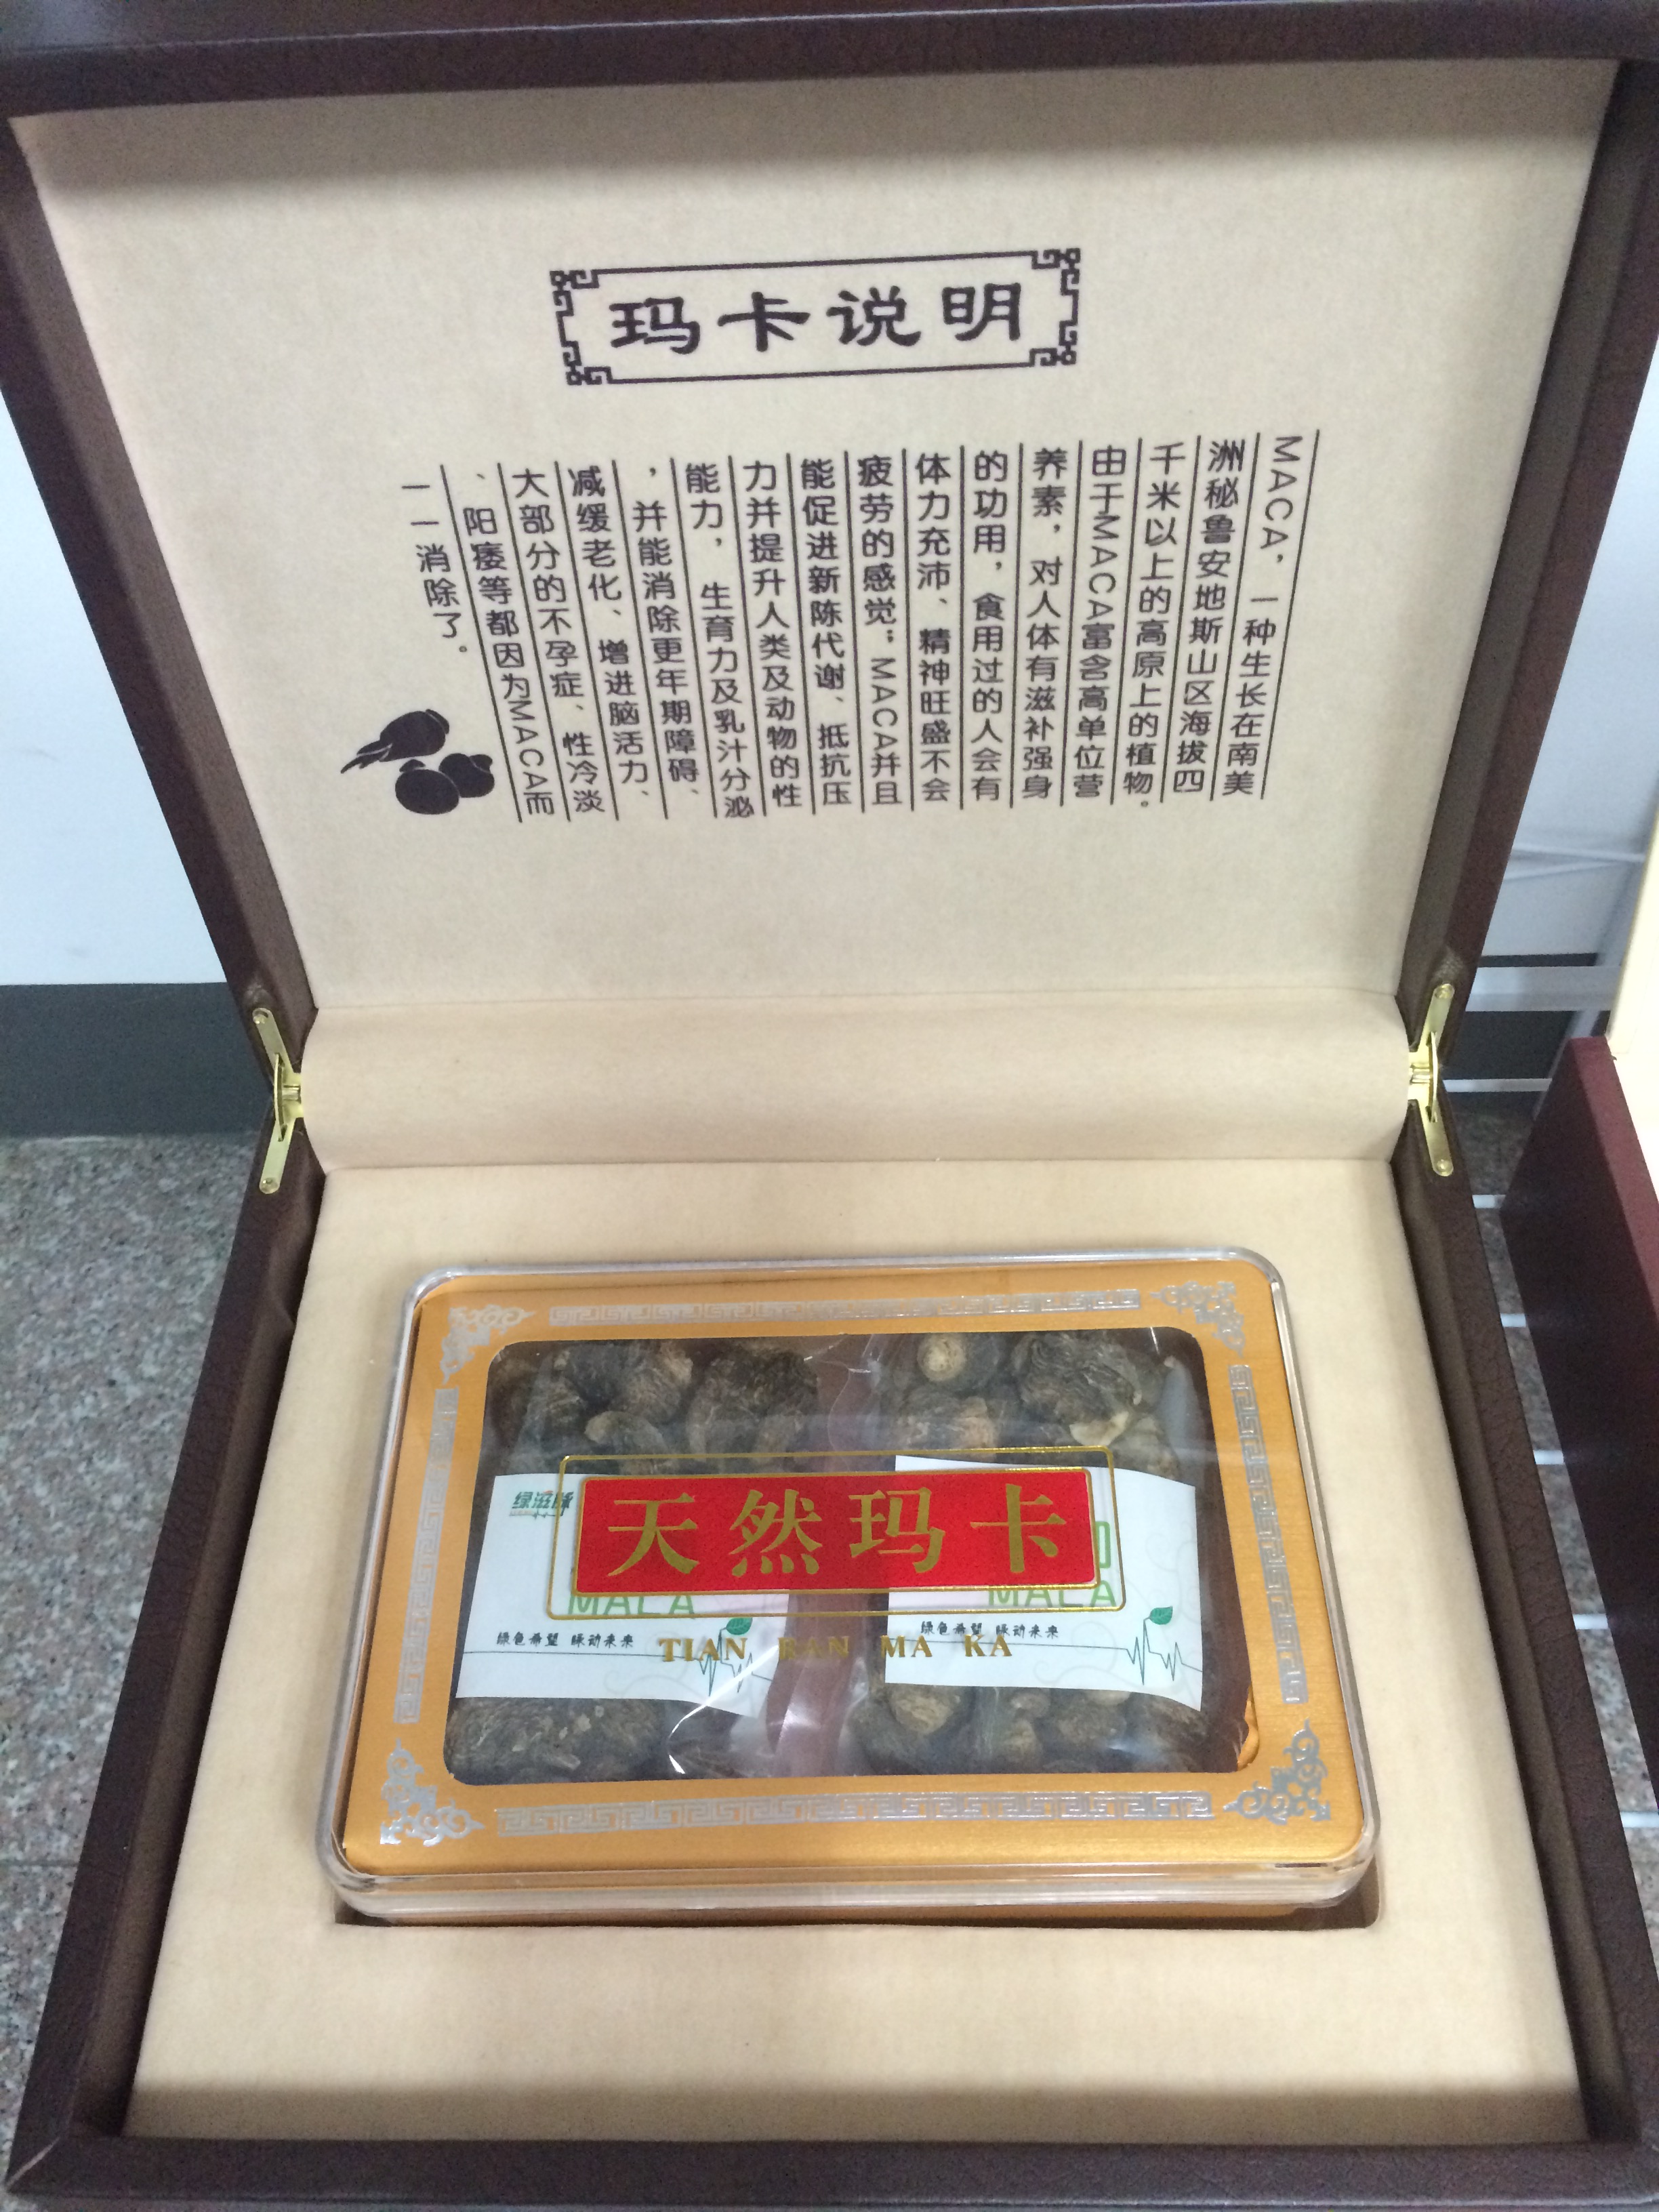 玛卡说明
MACA，一种生长在南美
洲秘鲁安地斯山区海拔四
千米以上的高原上的植物。
由于MACA富含高单位营
养素，对人体有滋补强身
的功用，食用过的人会有
体力充沛、精神旺盛不会
疲劳的感觉；MACA并且
能促进新陈代谢、抵抗压
力并提升人类及动物的性
能力，生育力及乳汁分泌
，并能消除更年期障碍、
减缓老化、增进脑活力、
大部分的不孕症、性冷淡
、阳痿等都因为MACA而
一一消除了。
绿滋脉
天然玛卡
MACA
MACA
绿色希望 脉动未来
绿色希望 脉动未来
TIAN RAN MA KA